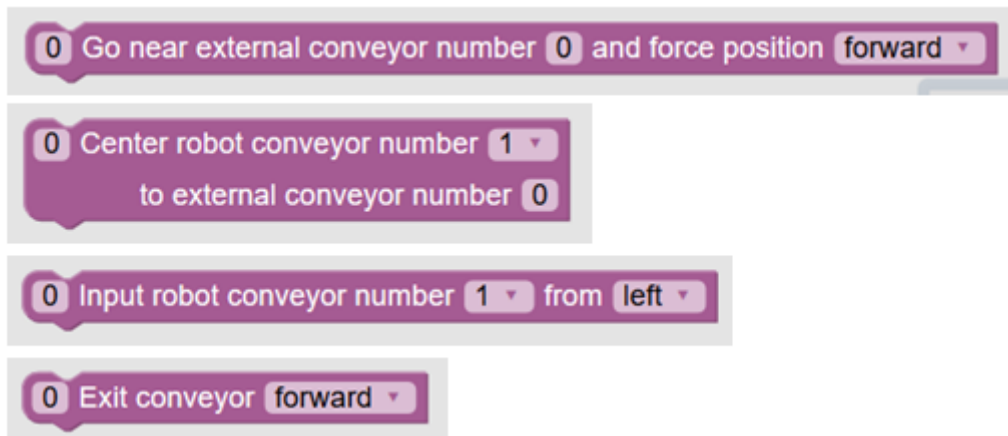 0 Go near external conveyor number 0 and force position forward
0 Center robot conveyor number 1
to external conveyor number 0
0 Input robot conveyor number 1 from left
0 Exit conveyor forward